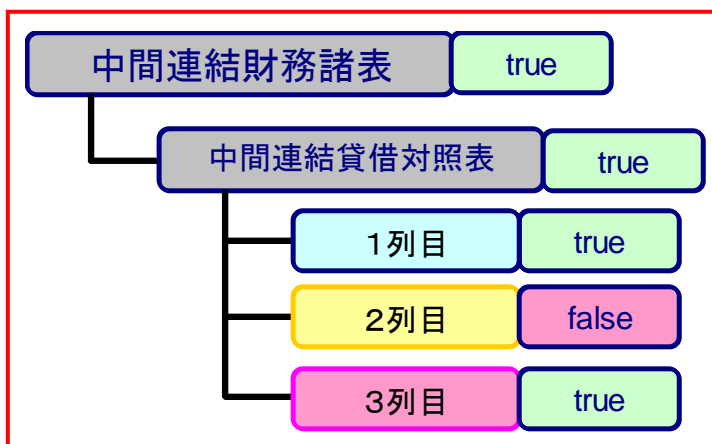 中間連結財務諸表 true
中間連結貸借対照表 true
１列目 true
２列目 false
３列目 true